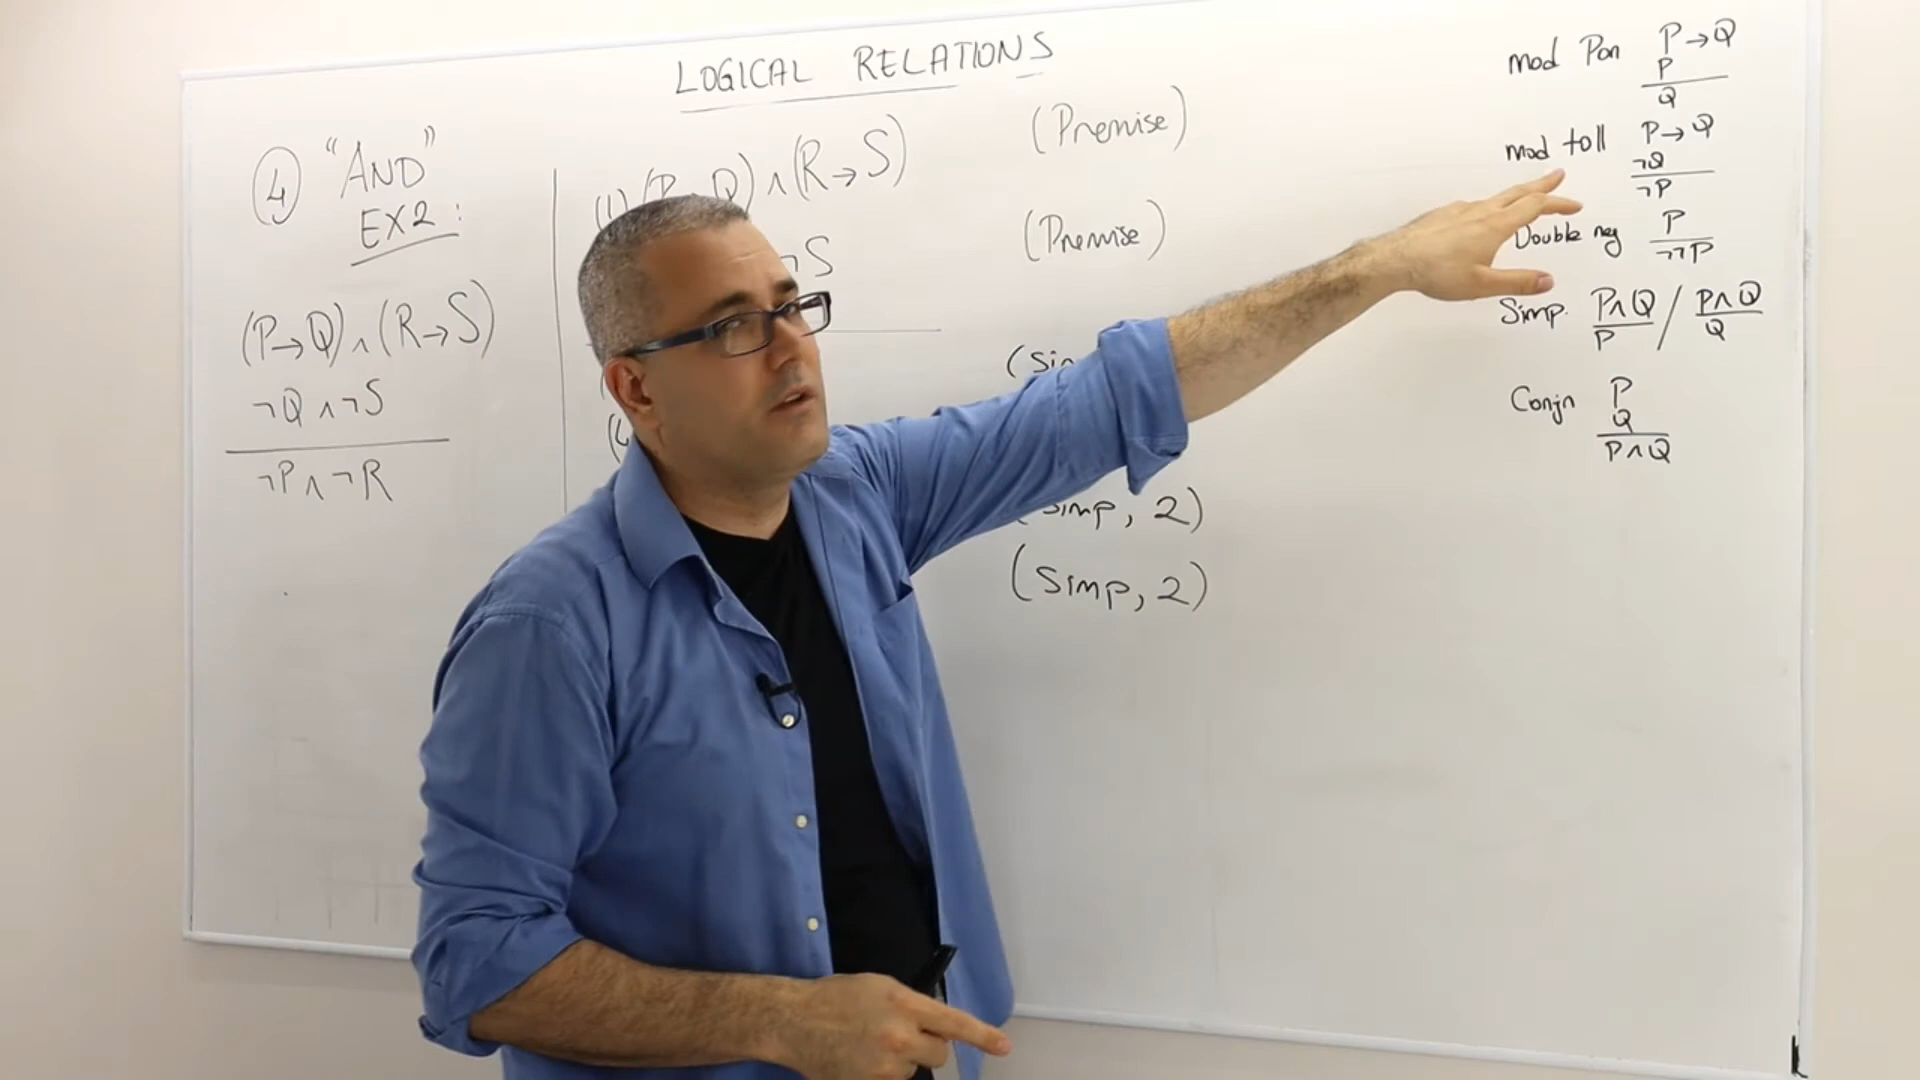 LOGICAL RELATIONS
④ "AND"
EX2:
(P→Q)∧(R→S)
¬Q∧¬S
¬P∧¬R
(1) (P→Q)∧(R→S) (Premise)
¬S (Premise)
(Sim
(Simp, 2)
(Simp, 2)
mod Pon P→Q
P
Q
mod toll P→Q
¬Q
¬P
Double neg P
¬¬P
Simp. P∧Q / P∧Q
P Q
Conjn P
Q
P∧Q